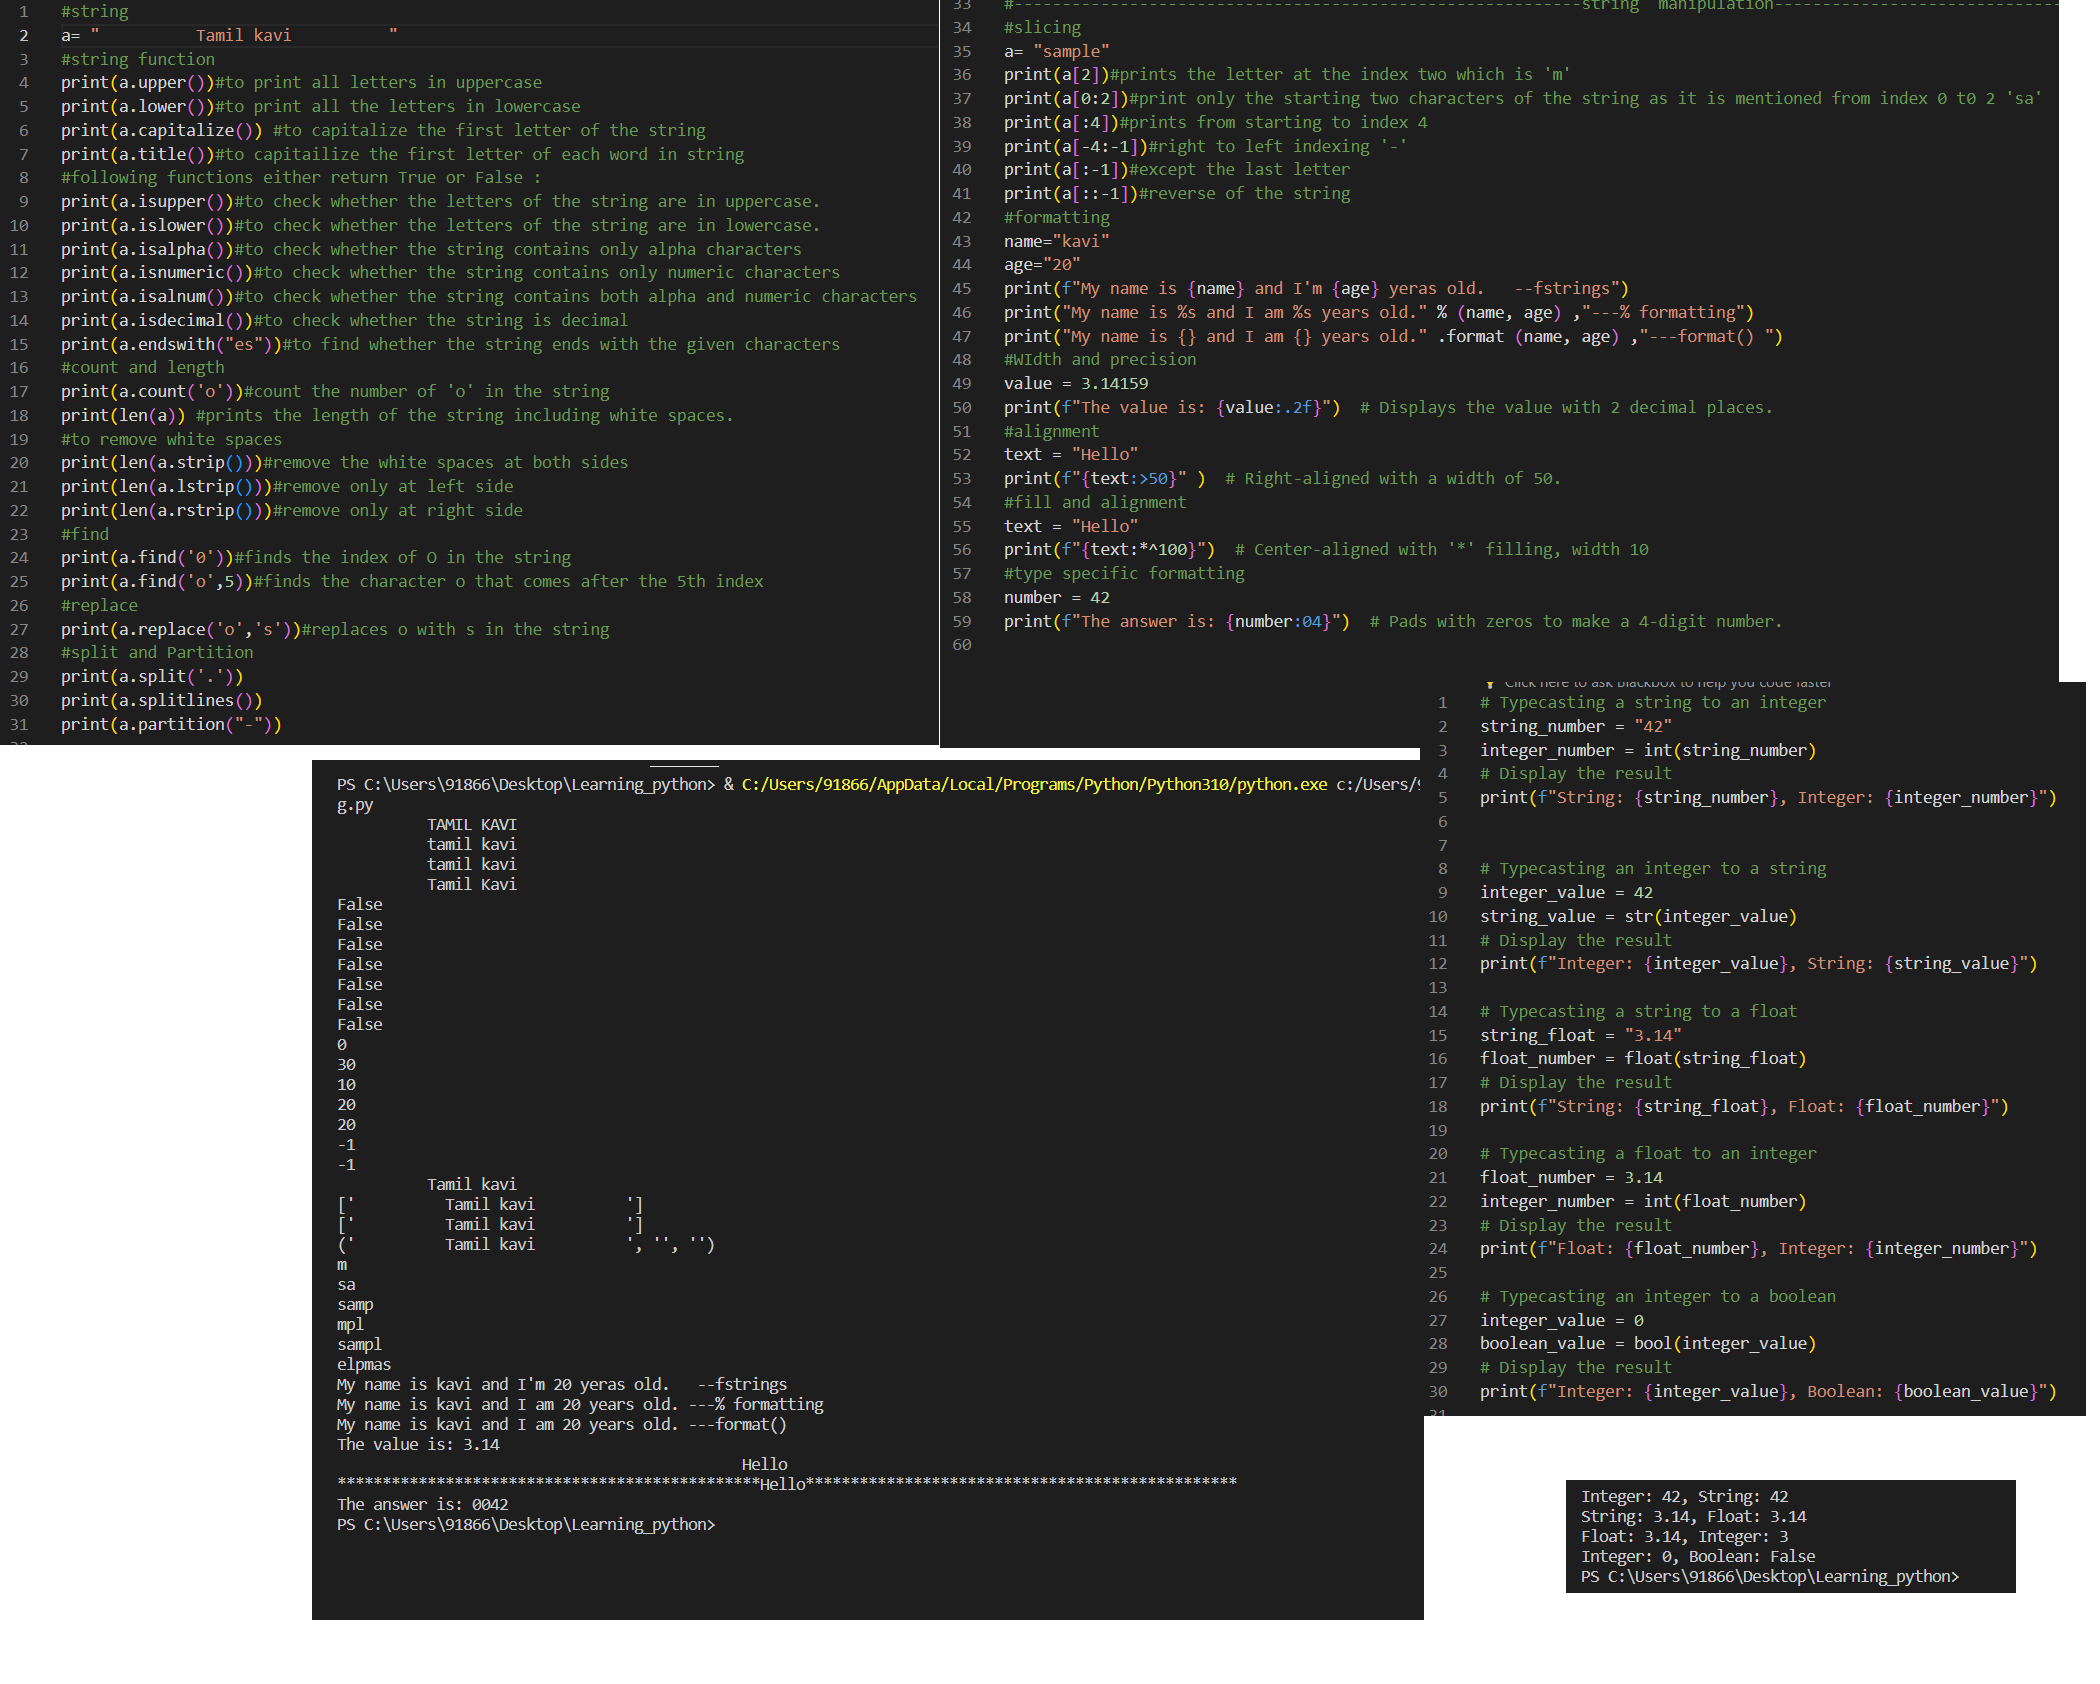 1 #string
2 a= "          Tamil kavi          "
3 #string function
4 print(a.upper())#to print all letters in uppercase
5 print(a.lower())#to print all the letters in lowercase
6 print(a.capitalize()) #to capitalize the first letter of the string
7 print(a.title())#to capitailize the first letter of each word in string
8 #following functions either return True or False :
9 print(a.isupper())#to check whether the letters of the string are in uppercase.
10 print(a.islower())#to check whether the letters of the string are in lowercase.
11 print(a.isalpha())#to check whether the string contains only alpha characters
12 print(a.isnumeric())#to check whether the string contains only numeric characters
13 print(a.isalnum())#to check whether the string contains both alpha and numeric characters
14 print(a.isdecimal())#to check whether the string is decimal
15 print(a.endswith("es"))#to find whether the string ends with the given characters
16 #count and length
17 print(a.count('o'))#count the number of 'o' in the string
18 print(len(a)) #prints the length of the string including white spaces.
19 #to remove white spaces
20 print(len(a.strip()))#remove the white spaces at both sides
21 print(len(a.lstrip()))#remove only at left side
22 print(len(a.rstrip()))#remove only at right side
23 #find
24 print(a.find('0'))#finds the index of O in the string
25 print(a.find('o',5))#finds the character o that comes after the 5th index
26 #replace
27 print(a.replace('o','s'))#replaces o with s in the string
28 #split and Partition
29 print(a.split('.'))
30 print(a.splitlines())
31 print(a.partition("-"))
32
33 #-----------------------------------------------------------string  manipulation------------------------------
34 #slicing
35 a= "sample"
36 print(a[2])#prints the letter at the index two which is 'm'
37 print(a[0:2])#print only the starting two characters of the string as it is mentioned from index 0 t0 2 'sa'
38 print(a[:4])#prints from starting to index 4
39 print(a[-4:-1])#right to left indexing '-'
40 print(a[:-1])#except the last letter
41 print(a[::-1])#reverse of the string
42 #formatting
43 name="kavi"
44 age="20"
45 print(f"My name is {name} and I'm {age} yeras old.   --fstrings")
46 print("My name is %s and I am %s years old." % (name, age) ,"---% formatting")
47 print("My name is {} and I am {} years old." .format (name, age) ,"---format() ")
48 #WIdth and precision
49 value = 3.14159
50 print(f"The value is: {value:.2f}")  # Displays the value with 2 decimal places.
51 #alignment
52 text = "Hello"
53 print(f"{text:>50}" )  # Right-aligned with a width of 50.
54 #fill and alignment
55 text = "Hello"
56 print(f"{text:*^100}")  # Center-aligned with '*' filling, width 10
57 #type specific formatting
58 number = 42
59 print(f"The answer is: {number:04}")  # Pads with zeros to make a 4-digit number.
60
PS C:\Users\91866\Desktop\Learning_python> & C:/Users/91866/AppData/Local/Programs/Python/Python310/python.exe c:/Users/9
g.py
          TAMIL KAVI
          tamil kavi
          tamil kavi
          Tamil Kavi
False
False
False
False
False
False
False
0
30
10
20
20
-1
-1
          Tamil kavi
['          Tamil kavi          ']
['          Tamil kavi          ']
('          Tamil kavi          ', '', '')
m
sa
samp
mpl
sampl
elpmas
My name is kavi and I'm 20 yeras old.   --fstrings
My name is kavi and I am 20 years old. ---% formatting
My name is kavi and I am 20 years old. ---format()
The value is: 3.14
                                             Hello
***********************************************Hello************************************************
The answer is: 0042
PS C:\Users\91866\Desktop\Learning_python>
Click here to ask Blackbox to help you code faster
1 # Typecasting a string to an integer
2 string_number = "42"
3 integer_number = int(string_number)
4 # Display the result
5 print(f"String: {string_number}, Integer: {integer_number}")
6
7
8 # Typecasting an integer to a string
9 integer_value = 42
10 string_value = str(integer_value)
11 # Display the result
12 print(f"Integer: {integer_value}, String: {string_value}")
13
14 # Typecasting a string to a float
15 string_float = "3.14"
16 float_number = float(string_float)
17 # Display the result
18 print(f"String: {string_float}, Float: {float_number}")
19
20 # Typecasting a float to an integer
21 float_number = 3.14
22 integer_number = int(float_number)
23 # Display the result
24 print(f"Float: {float_number}, Integer: {integer_number}")
25
26 # Typecasting an integer to a boolean
27 integer_value = 0
28 boolean_value = bool(integer_value)
29 # Display the result
30 print(f"Integer: {integer_value}, Boolean: {boolean_value}")
31
Integer: 42, String: 42
String: 3.14, Float: 3.14
Float: 3.14, Integer: 3
Integer: 0, Boolean: False
PS C:\Users\91866\Desktop\Learning_python>